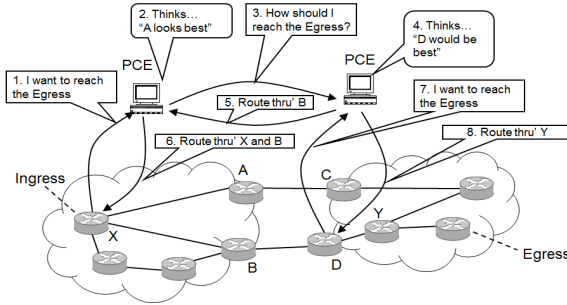 2. Thinks…
“A looks best”
3. How should I
reach the Egress?
4. Thinks…
“D would be
best”
PCE
PCE
1. I want to reach
the Egress
5. Route thru’ B
7. I want to reach
the Egress
6. Route thru’ X and B
8. Route thru’ Y
Ingress
A
C
X
Y
B
D
Egress